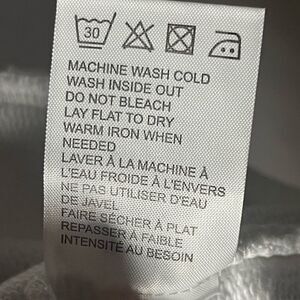 30
MACHINE WASH COLD
WASH INSIDE OUT
DO NOT BLEACH
LAY FLAT TO DRY
WARM IRON WHEN
NEEDED
LAVER À LA MACHINE À
L'EAU FROIDE À L'ENVERS
NE PAS UTILISER D'EAU
DE JAVEL
FAIRE SÉCHER À PLAT
REPASSER À FAIBLE
INTENSITÉ AU BESOIN